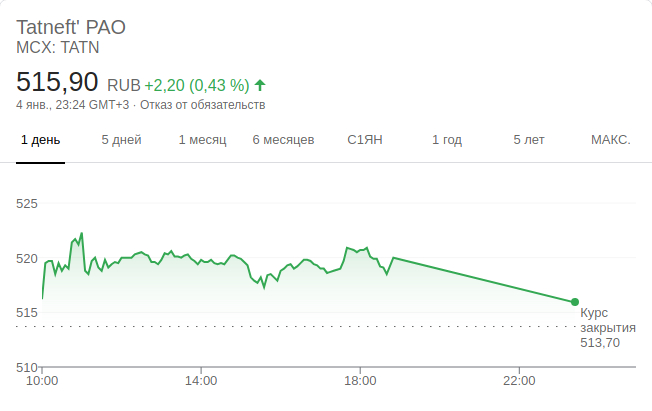 Tatneft' PAO
MCX: TATN
515,90 RUB +2,20 (0,43 %)
4 янв., 23:24 GMT+3 · Отказ от обязательств
1 день 5 дней 1 месяц 6 месяцев С1ЯН 1 год 5 лет МАКС.
525
520
515
Курс
закрытия
513,70
510
10:00 14:00 18:00 22:00